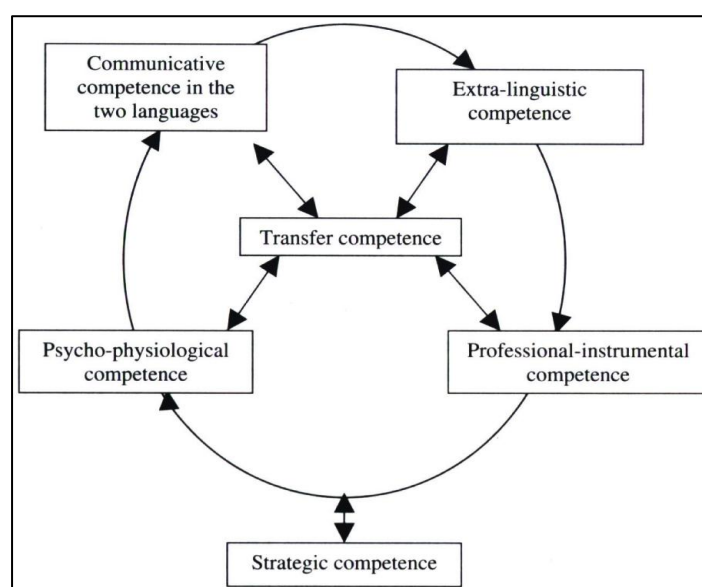 Communicative
competence in the
two languages
Extra-linguistic
competence
Transfer competence
Psycho-physiological
competence
Professional-instrumental
competence
Strategic competence